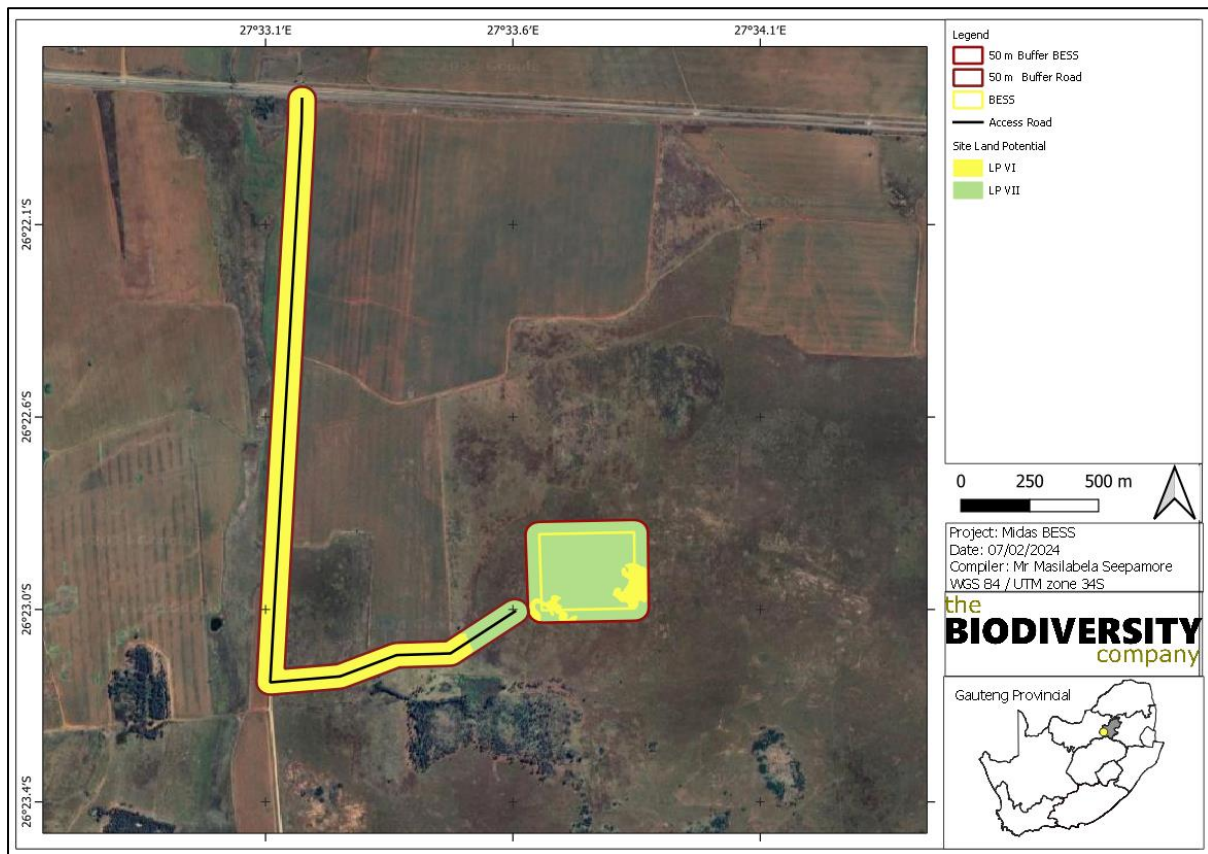 27°33.1′E 27°33.6′E 27°34.1′E
26°22.1′S
26°22.6′S
26°23.0′S
26°23.4′S
Legend
50 m Buffer BESS
50 m Buffer Road
BESS
Access Road
Site Land Potential
LP VI
LP VII
0 250 500 m
Project: Midas BESS
Date: 07/02/2024
Compiler: Mr Masilabela Seepamore
WGS 84 / UTM zone 34S
the
BIODIVERSITY
company
Gauteng Provincial